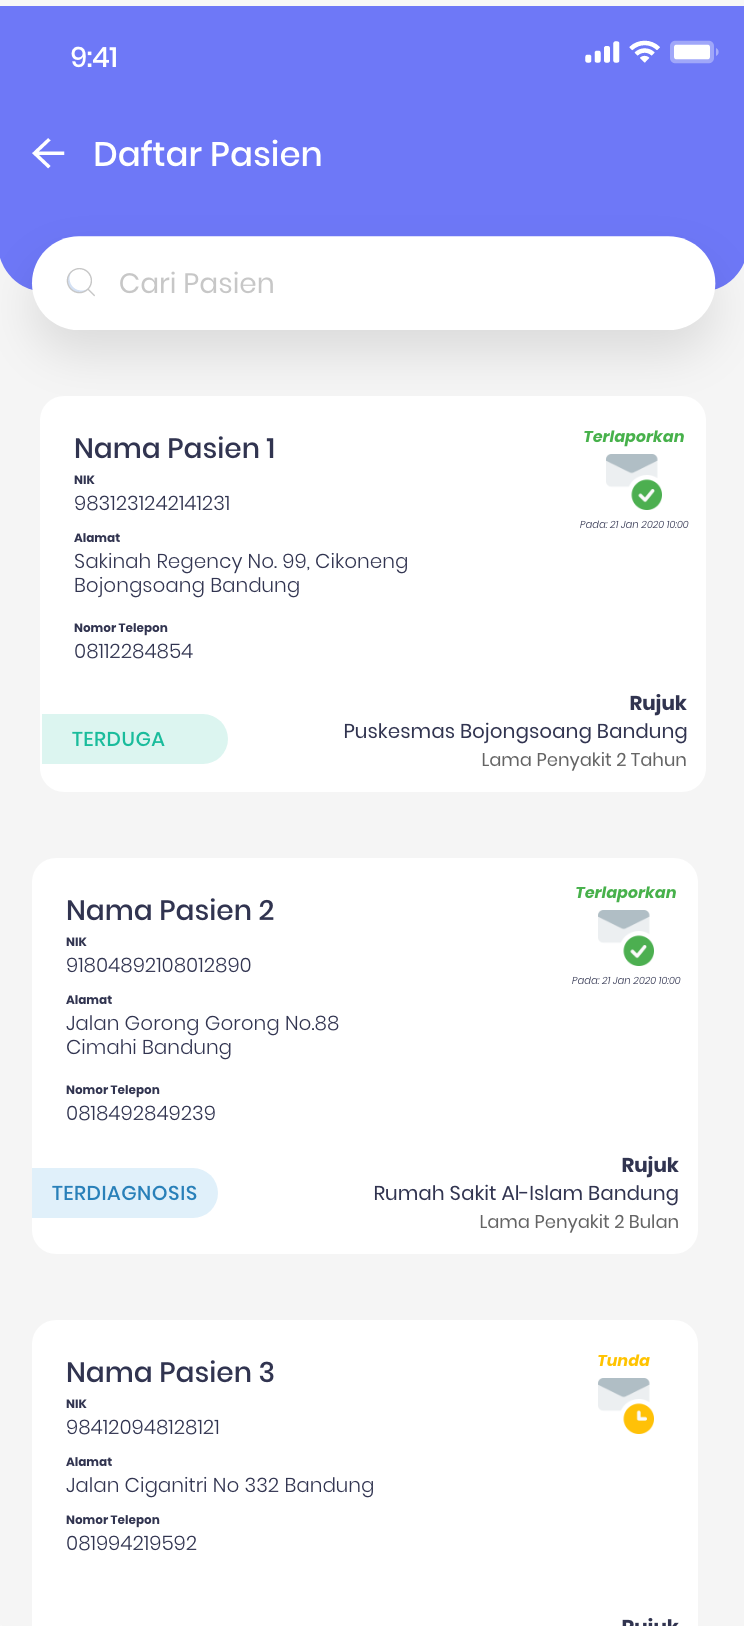 9:41
Daftar Pasien
Cari Pasien
Nama Pasien 1
Terlaporkan
NIK
9831231242141231
Pada: 21 Jan 2020 10:00
Alamat
Sakinah Regency No. 99, Cikoneng
Bojongsoang Bandung
Nomor Telepon
08112284854
Rujuk
TERDUGA
Puskesmas Bojongsoang Bandung
Lama Penyakit 2 Tahun
Nama Pasien 2
Terlaporkan
NIK
91804892108012890
Pada: 21 Jan 2020 10:00
Alamat
Jalan Gorong Gorong No.88
Cimahi Bandung
Nomor Telepon
0818492849239
Rujuk
TERDIAGNOSIS
Rumah Sakit Al-Islam Bandung
Lama Penyakit 2 Bulan
Nama Pasien 3
Tunda
NIK
984120948128121
Alamat
Jalan Ciganitri No 332 Bandung
Nomor Telepon
081994219592
Rujuk